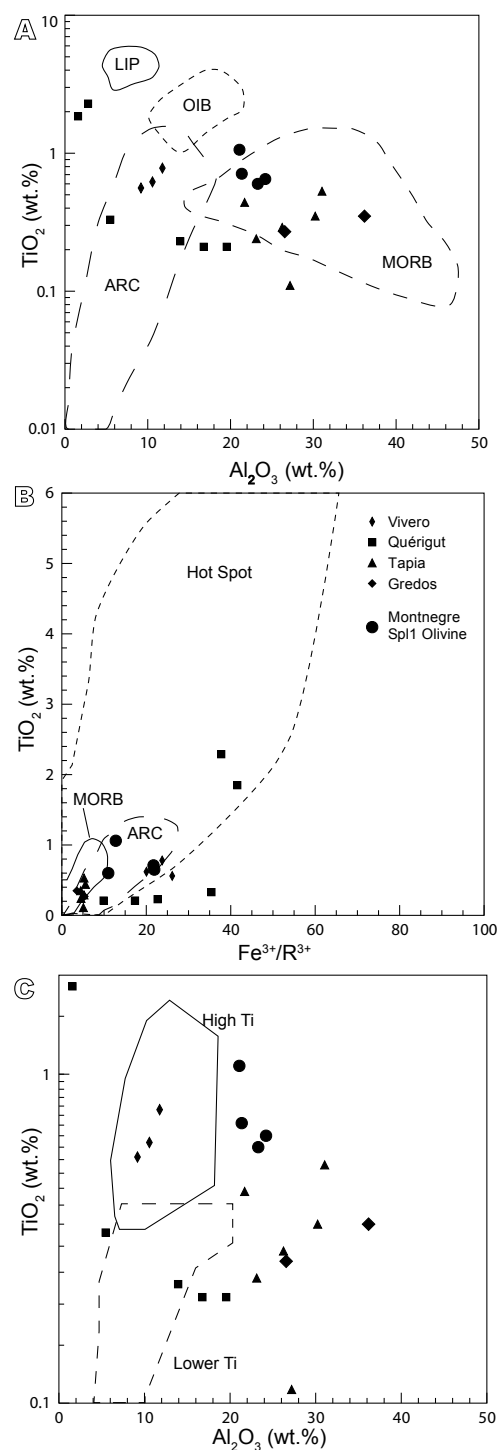 A
10
LIP
OIB
1
TiO₂ (wt.%)
MORB
ARC
0.1
0.01
0 10 20 30 40 50
Al₂O₃ (wt.%)
B
6
Vivero
Quérigut
Hot Spot
Tapia
5
Gredos
Montnegre
Spl1 Olivine
4
TiO₂ (wt.%)
3
2
MORB
ARC
1
0
0 20 40 60 80 100
Fe³⁺/R³⁺
C
High Ti
1
TiO₂ (wt.%)
Lower Ti
0.1
0 10 20 30 40 50
Al₂O₃ (wt.%)